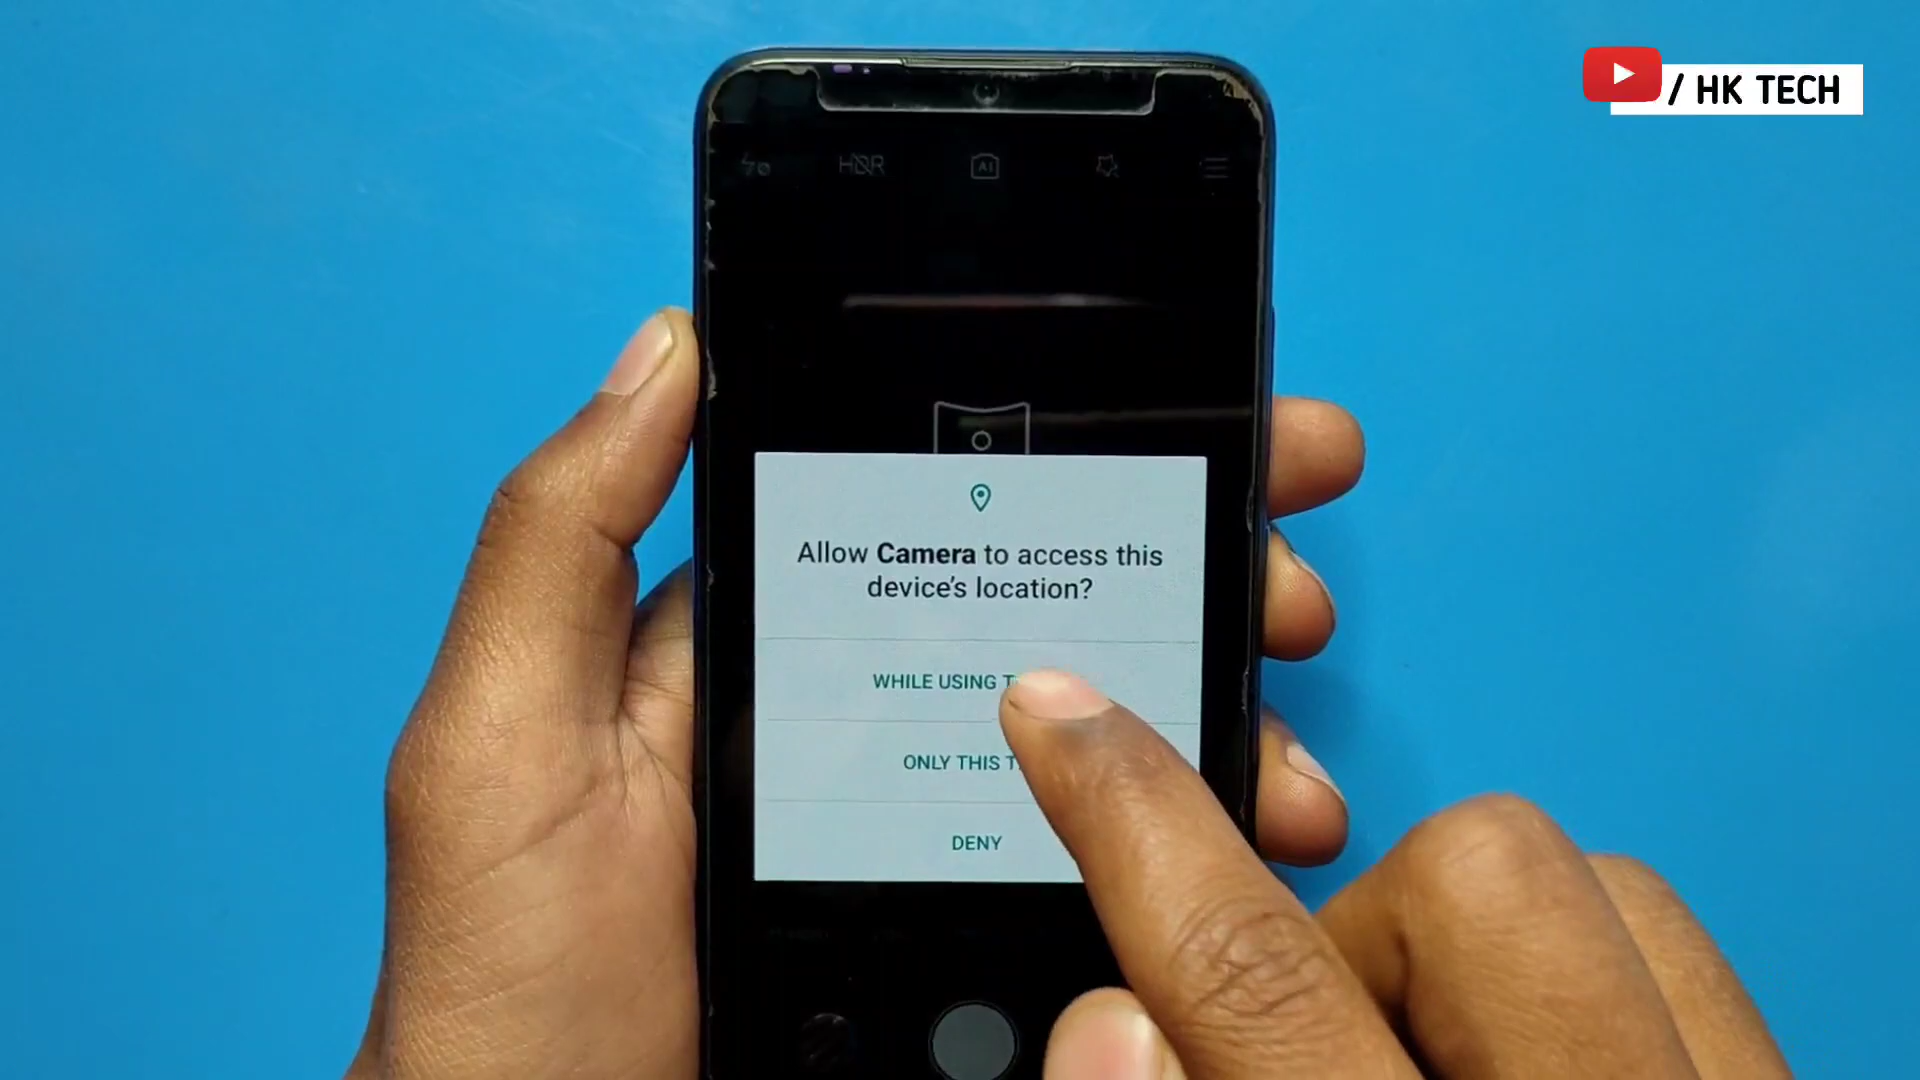 / HK TECH
HDR
AI
Allow Camera to access this
device's location?
WHILE USING
ONLY THIS
DENY